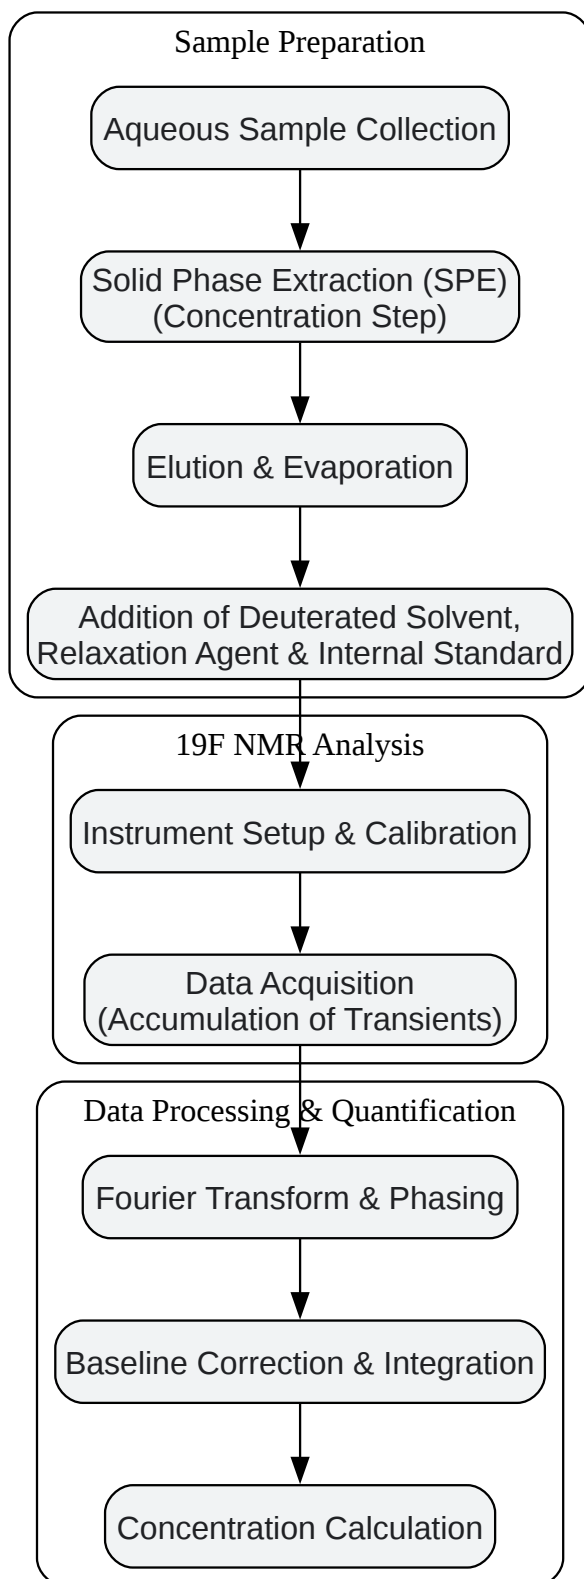 Sample Preparation
Aqueous Sample Collection
Solid Phase Extraction (SPE)
(Concentration Step)
Elution & Evaporation
Addition of Deuterated Solvent,
Relaxation Agent & Internal Standard
19F NMR Analysis
Instrument Setup & Calibration
Data Acquisition
(Accumulation of Transients)
Data Processing & Quantification
Fourier Transform & Phasing
Baseline Correction & Integration
Concentration Calculation